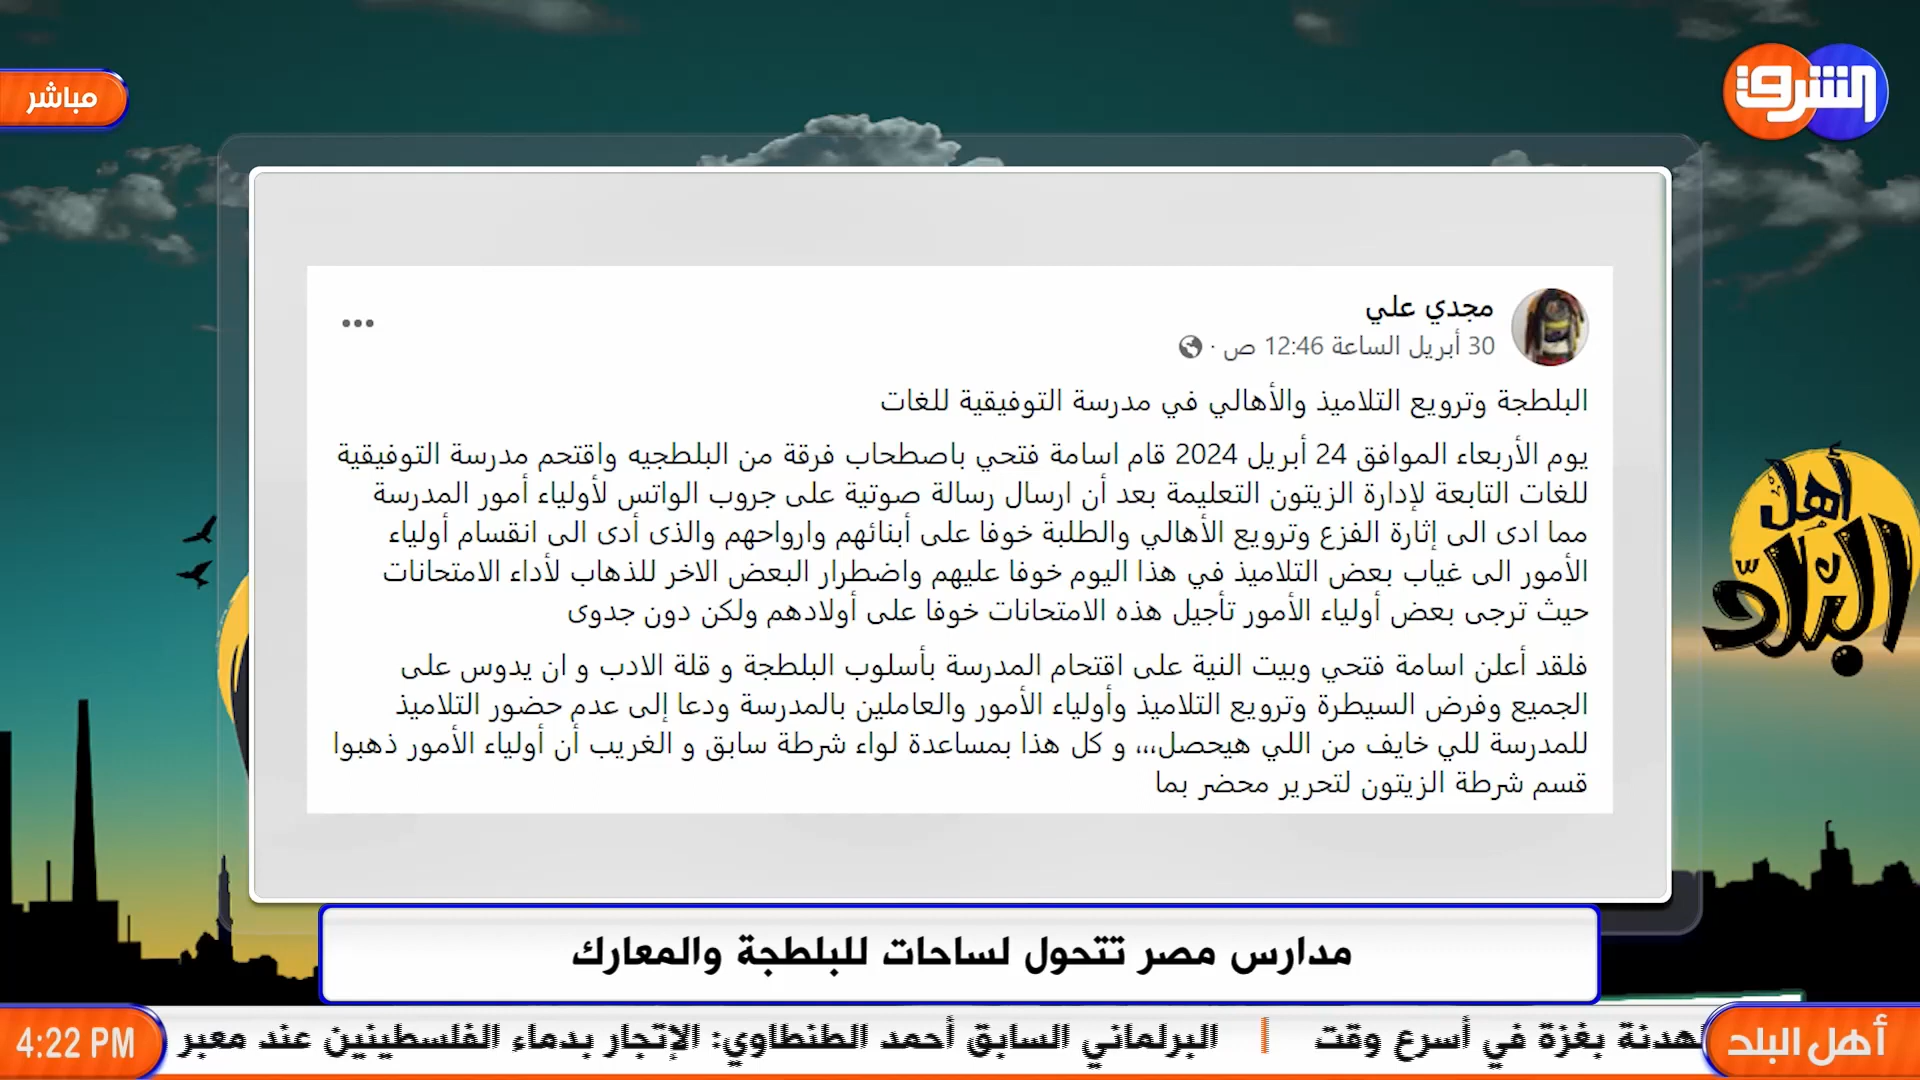 مباشر
الشرق
مجدي علي
30 أبريل الساعة 12:46 ص ·
البلطجة وترويع التلاميذ والأهالي في مدرسة التوفيقية للغات
يوم الأربعاء الموافق 24 أبريل 2024 قام اسامة فتحي باصطحاب فرقة من البلطجيه واقتحم مدرسة التوفيقية
للغات التابعة لإدارة الزيتون التعليمة بعد أن ارسال رسالة صوتية على جروب الواتس لأولياء أمور المدرسة
مما ادى الى إثارة الفزع وترويع الأهالي والطلبة خوفا على أبنائهم وارواحهم والذى أدى الى انقسام أولياء
الأمور الى غياب بعض التلاميذ في هذا اليوم خوفا عليهم واضطرار البعض الاخر للذهاب لأداء الامتحانات
حيث ترجى بعض أولياء الأمور تأجيل هذه الامتحانات خوفا على أولادهم ولكن دون جدوى
فلقد أعلن اسامة فتحي وبيت النية على اقتحام المدرسة بأسلوب البلطجة و قلة الادب و ان يدوس على
الجميع وفرض السيطرة وترويع التلاميذ وأولياء الأمور والعاملين بالمدرسة ودعا إلى عدم حضور التلاميذ
للمدرسة للي خايف من اللي هيحصل،،، و كل هذا بمساعدة لواء شرطة سابق و الغريب أن أولياء الأمور ذهبوا
قسم شرطة الزيتون لتحرير محضر بما
أهل
البلد
مدارس مصر تتحول لساحات للبلطجة والمعارك
أهل البلد
هدنة بغزة في أسرع وقت | البرلماني السابق أحمد الطنطاوي: الإتجار بدماء الفلسطينين عند معبر
4:22 PM